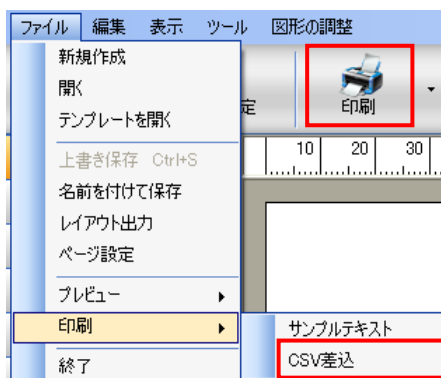 ファイル 編集 表示 ツール 図形の調整
新規作成
開く
テンプレートを開く
定
印刷
上書き保存 Ctrl+S
10 20 30
名前を付けて保存
レイアウト出力
ページ設定
プレビュー
印刷
サンプルテキスト
CSV差込
終了